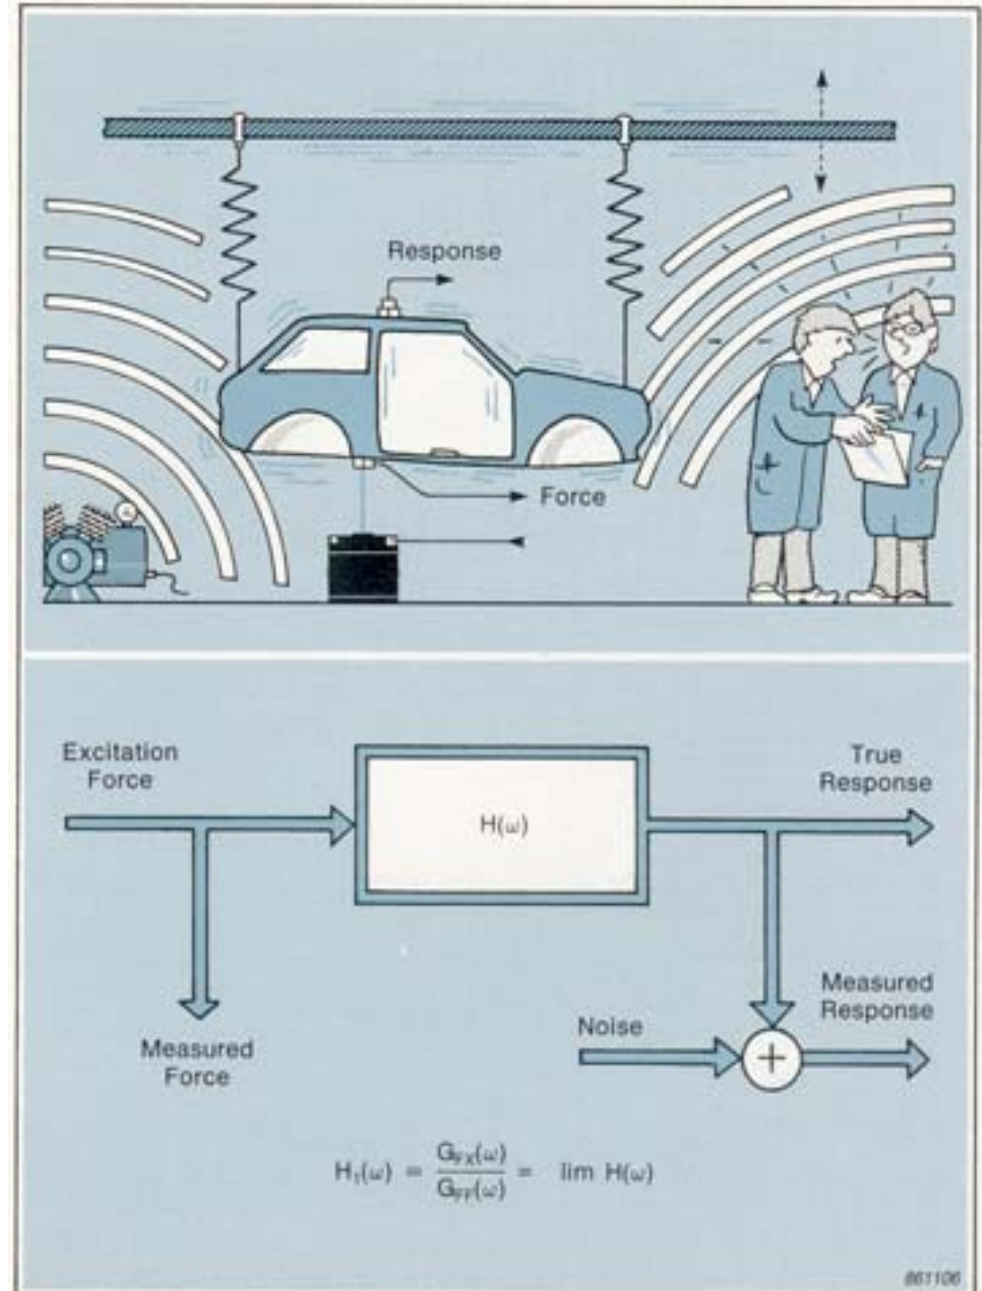 Response
Force
Excitation
Force
H(ω)
True
Response
Measured
Force
Noise
Measured
Response
+
H₁(ω) = G_FX(ω) / G_FF(ω) = lim H(ω)
861106